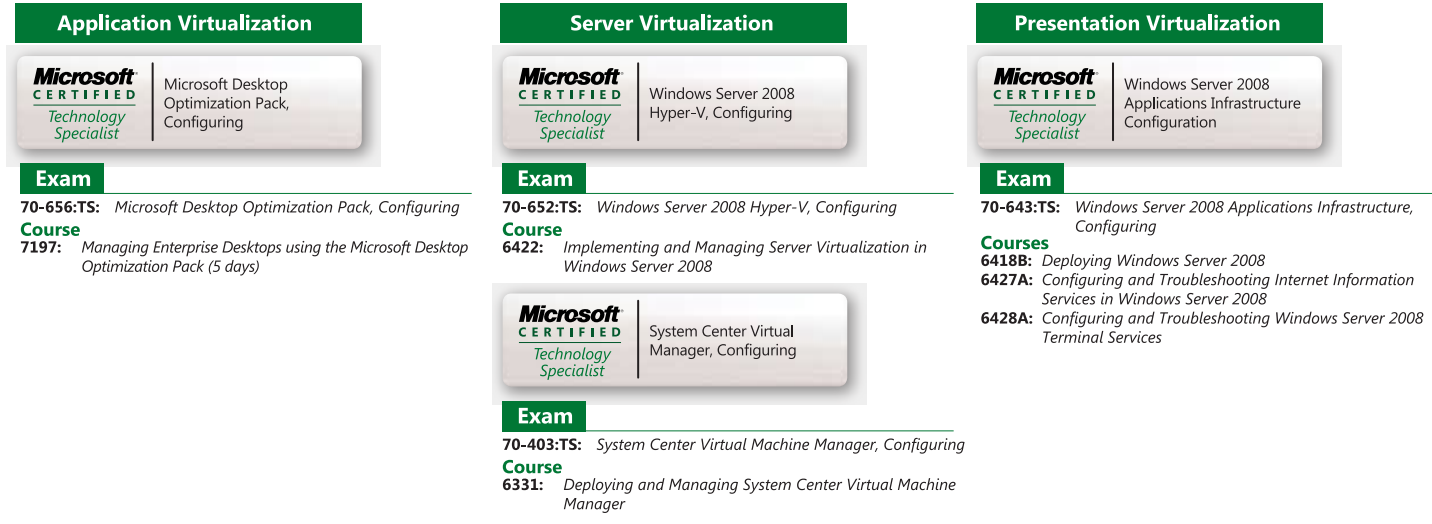 Application Virtualization
Microsoft
CERTIFIED
Technology
Specialist
Microsoft Desktop
Optimization Pack,
Configuring
Exam
70-656:TS: Microsoft Desktop Optimization Pack, Configuring
Course
7197: Managing Enterprise Desktops using the Microsoft Desktop
Optimization Pack (5 days)
Server Virtualization
Microsoft
CERTIFIED
Technology
Specialist
Windows Server 2008
Hyper-V, Configuring
Exam
70-652:TS: Windows Server 2008 Hyper-V, Configuring
Course
6422: Implementing and Managing Server Virtualization in
Windows Server 2008
Microsoft
CERTIFIED
Technology
Specialist
System Center Virtual
Manager, Configuring
Exam
70-403:TS: System Center Virtual Machine Manager, Configuring
Course
6331: Deploying and Managing System Center Virtual Machine
Manager
Presentation Virtualization
Microsoft
CERTIFIED
Technology
Specialist
Windows Server 2008
Applications Infrastructure
Configuration
Exam
70-643:TS: Windows Server 2008 Applications Infrastructure,
Configuring
Courses
6418B: Deploying Windows Server 2008
6427A: Configuring and Troubleshooting Internet Information
Services in Windows Server 2008
6428A: Configuring and Troubleshooting Windows Server 2008
Terminal Services